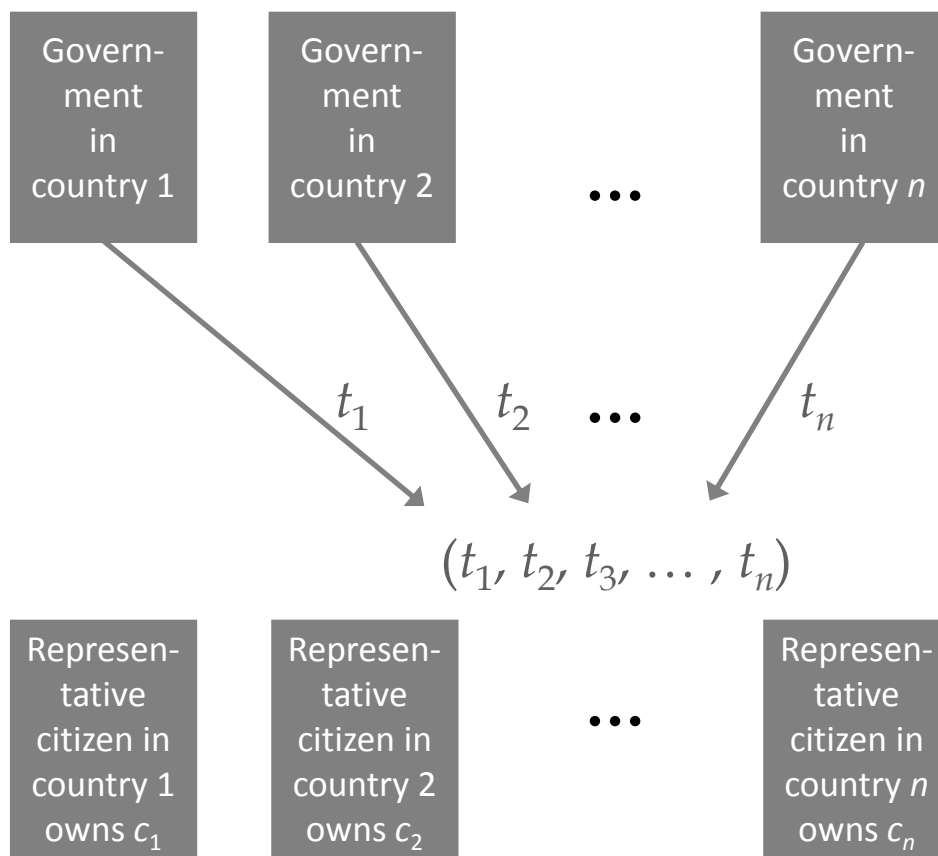 Govern-
ment
in
country 1
Govern-
ment
in
country 2
...
Govern-
ment
in
country n
t₁
t₂
...
tₙ
(t₁, t₂, t₃, … , tₙ)
Represen-
tative
citizen in
country 1
owns c₁
Represen-
tative
citizen in
country 2
owns c₂
...
Represen-
tative
citizen in
country n
owns cₙ